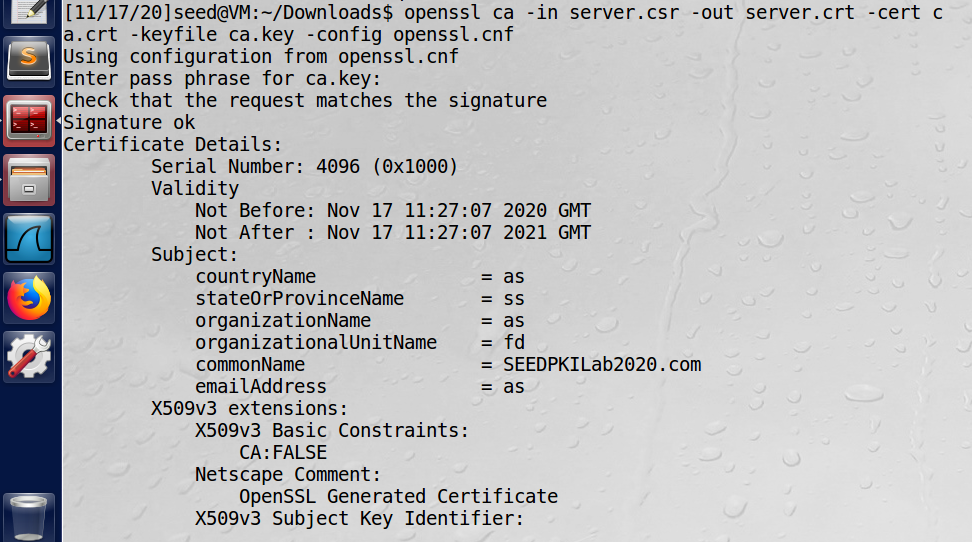 [11/17/20]seed@VM:~/Downloads$ openssl ca -in server.csr -out server.crt -cert c
a.crt -keyfile ca.key -config openssl.cnf
Using configuration from openssl.cnf
Enter pass phrase for ca.key:
Check that the request matches the signature
Signature ok
Certificate Details:
        Serial Number: 4096 (0x1000)
        Validity
            Not Before: Nov 17 11:27:07 2020 GMT
            Not After : Nov 17 11:27:07 2021 GMT
        Subject:
            countryName               = as
            stateOrProvinceName       = ss
            organizationName          = as
            organizationalUnitName    = fd
            commonName                = SEEDPKILab2020.com
            emailAddress              = as
        X509v3 extensions:
            X509v3 Basic Constraints:
                CA:FALSE
            Netscape Comment:
                OpenSSL Generated Certificate
            X509v3 Subject Key Identifier: